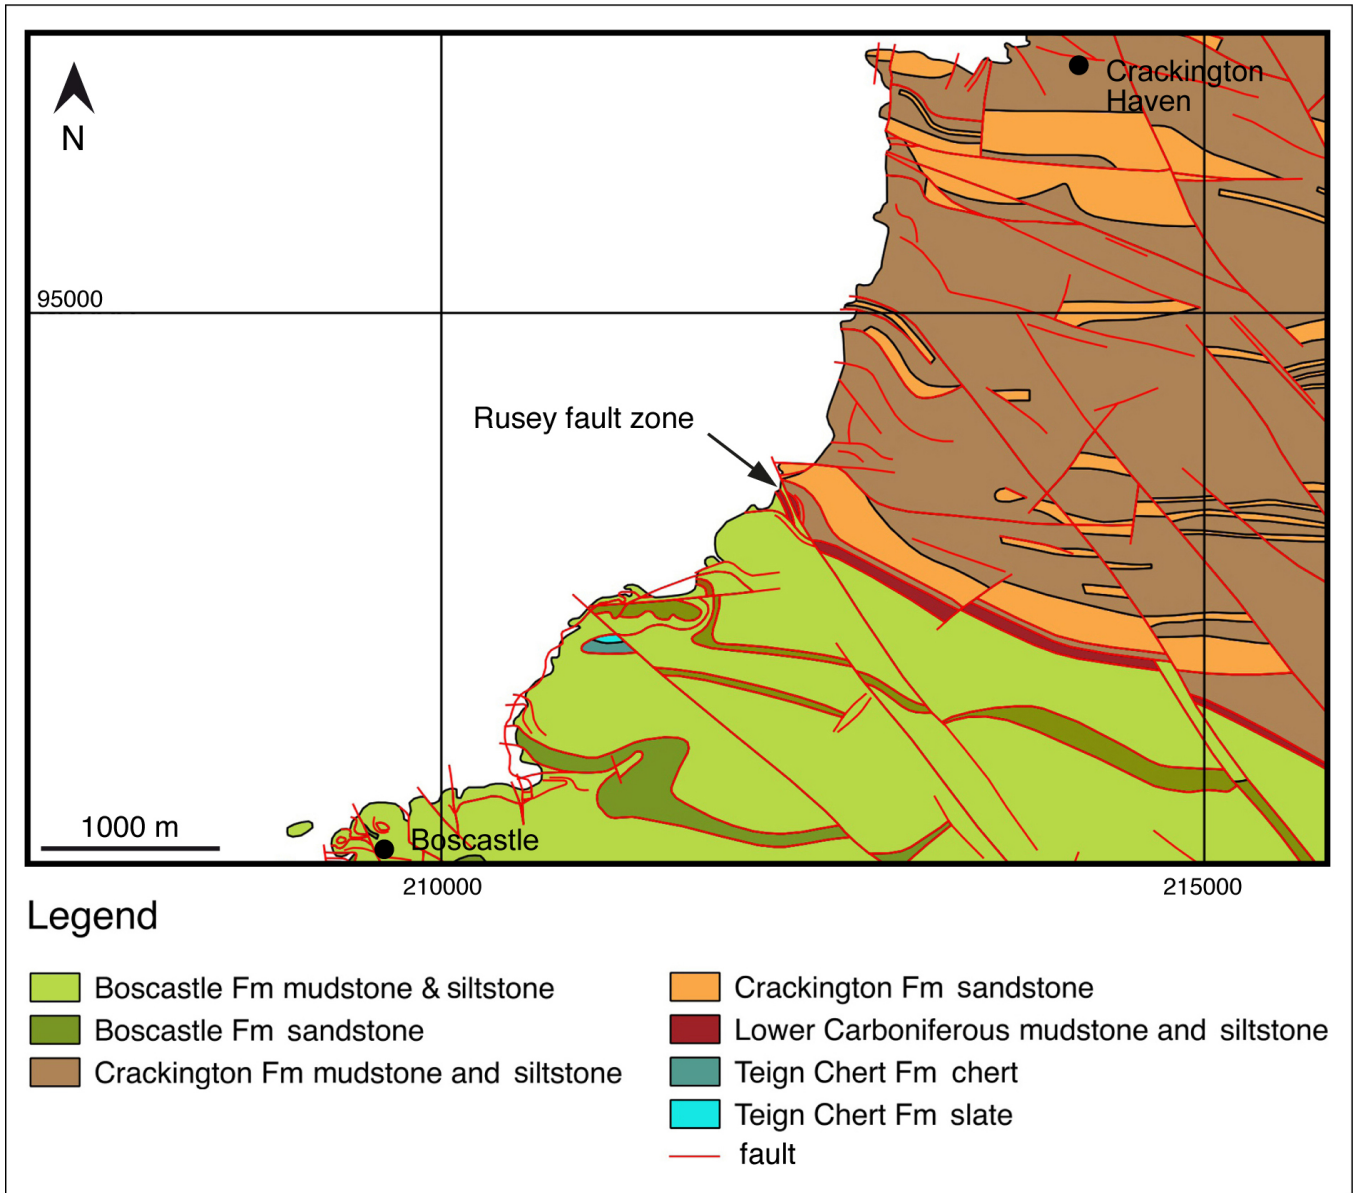 N
Crackington
Haven
95000
Rusey fault zone
1000 m
Boscastle
210000
215000
Legend
Boscastle Fm mudstone & siltstone
Boscastle Fm sandstone
Crackington Fm mudstone and siltstone
Crackington Fm sandstone
Lower Carboniferous mudstone and siltstone
Teign Chert Fm chert
Teign Chert Fm slate
fault